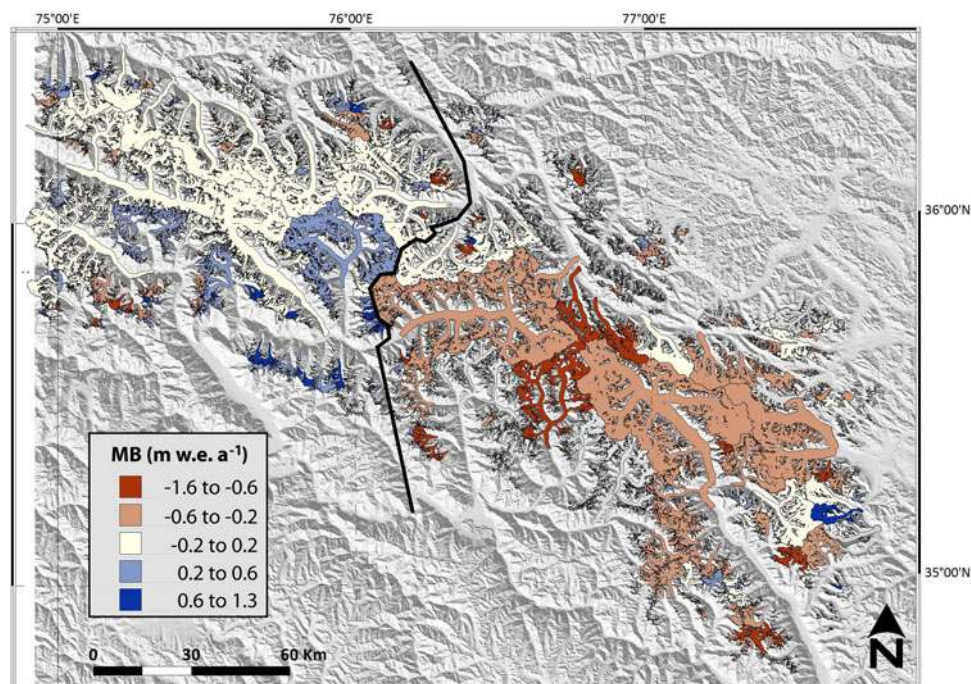 75°00'E 76°00'E 77°00'E
36°00'N
35°00'N
MB (m w.e. a⁻¹)
-1.6 to -0.6
-0.6 to -0.2
-0.2 to 0.2
0.2 to 0.6
0.6 to 1.3
0 30 60 Km
N